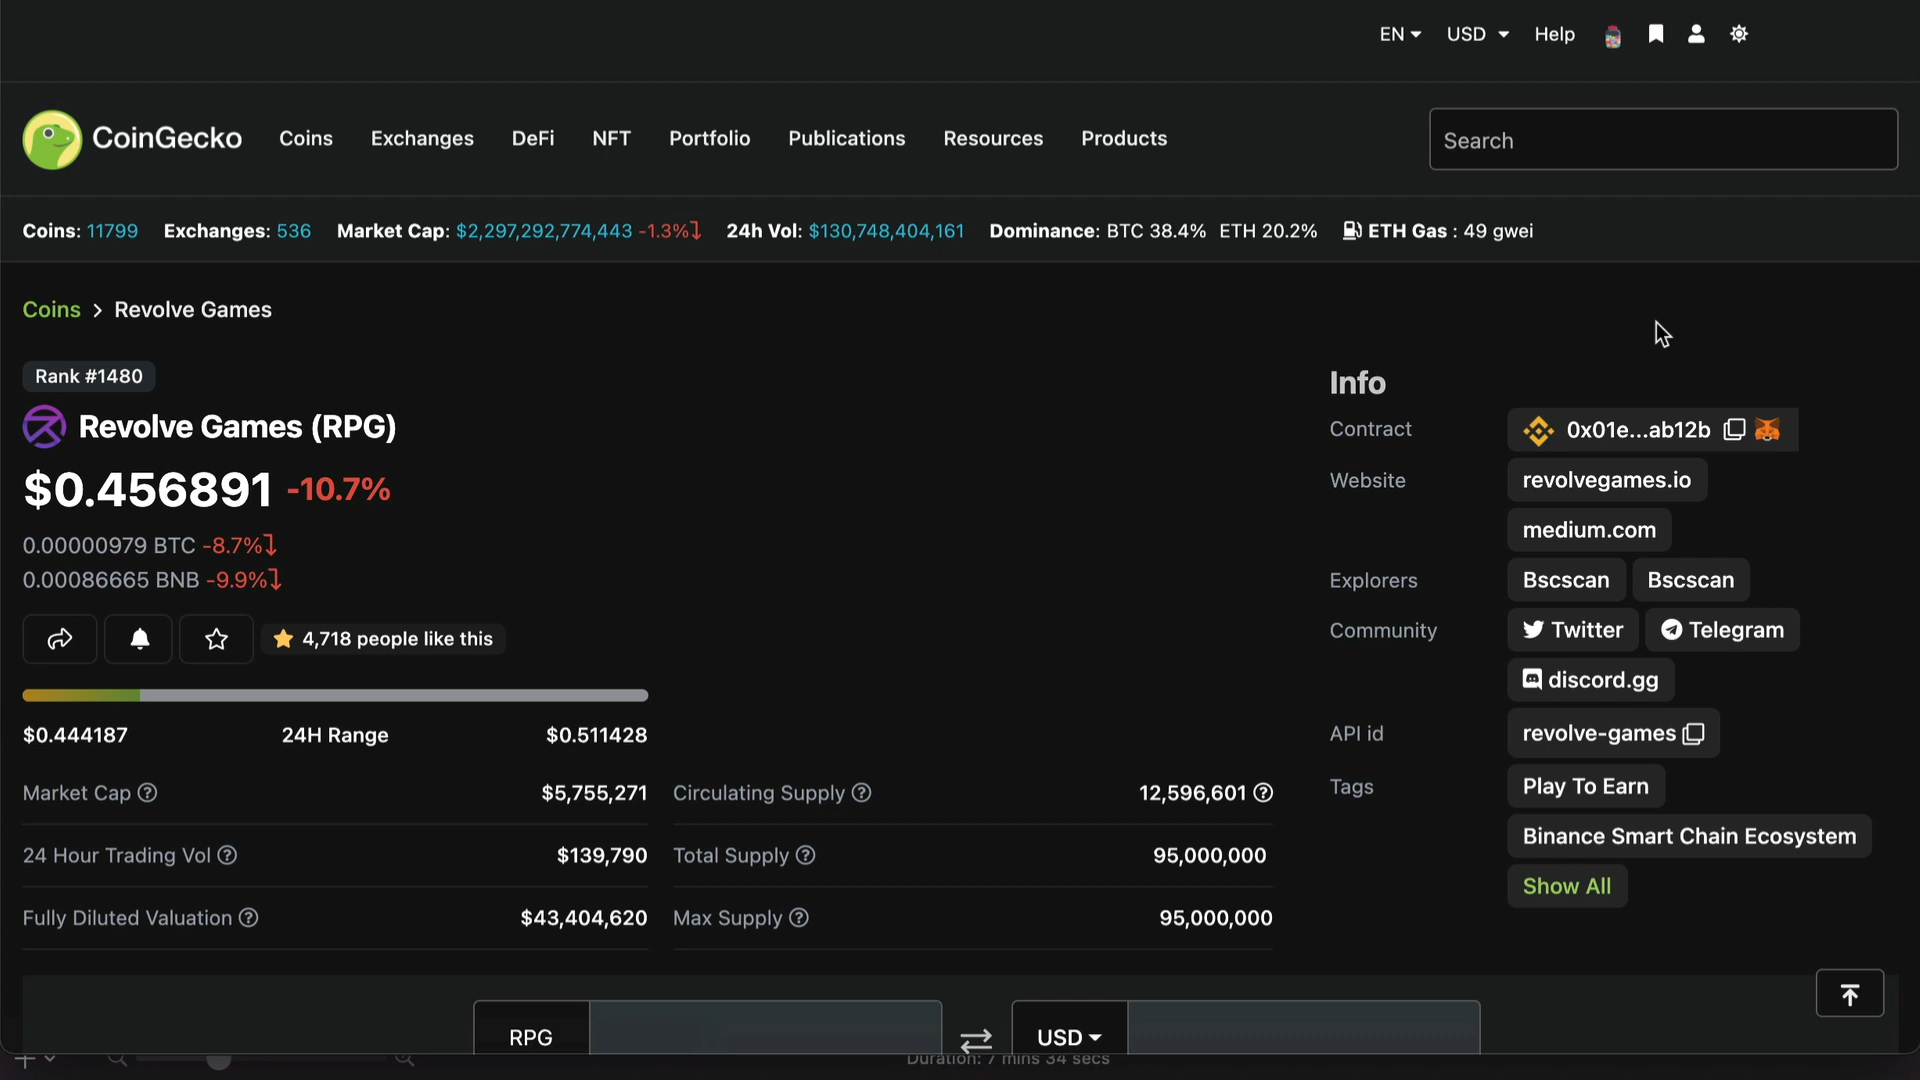 EN USD Help
CoinGecko Coins Exchanges DeFi NFT Portfolio Publications Resources Products Search
Coins: 11799 Exchanges: 536 Market Cap: $2,297,292,774,443 -1.3% 24h Vol: $130,748,404,161 Dominance: BTC 38.4% ETH 20.2% ETH Gas : 49 gwei
Coins > Revolve Games
Rank #1480
Revolve Games (RPG)
$0.456891 -10.7%
0.00000979 BTC -8.7%
0.00086665 BNB -9.9%
4,718 people like this
$0.444187 24H Range $0.511428
Market Cap $5,755,271
24 Hour Trading Vol $139,790
Fully Diluted Valuation $43,404,620
Circulating Supply 12,596,601
Total Supply 95,000,000
Max Supply 95,000,000
Info
Contract 0x01e...ab12b
Website revolvegames.io
medium.com
Explorers Bscscan Bscscan
Community Twitter Telegram
discord.gg
API id revolve-games
Tags Play To Earn
Binance Smart Chain Ecosystem
Show All
RPG USD
Duration: 7 mins 34 secs